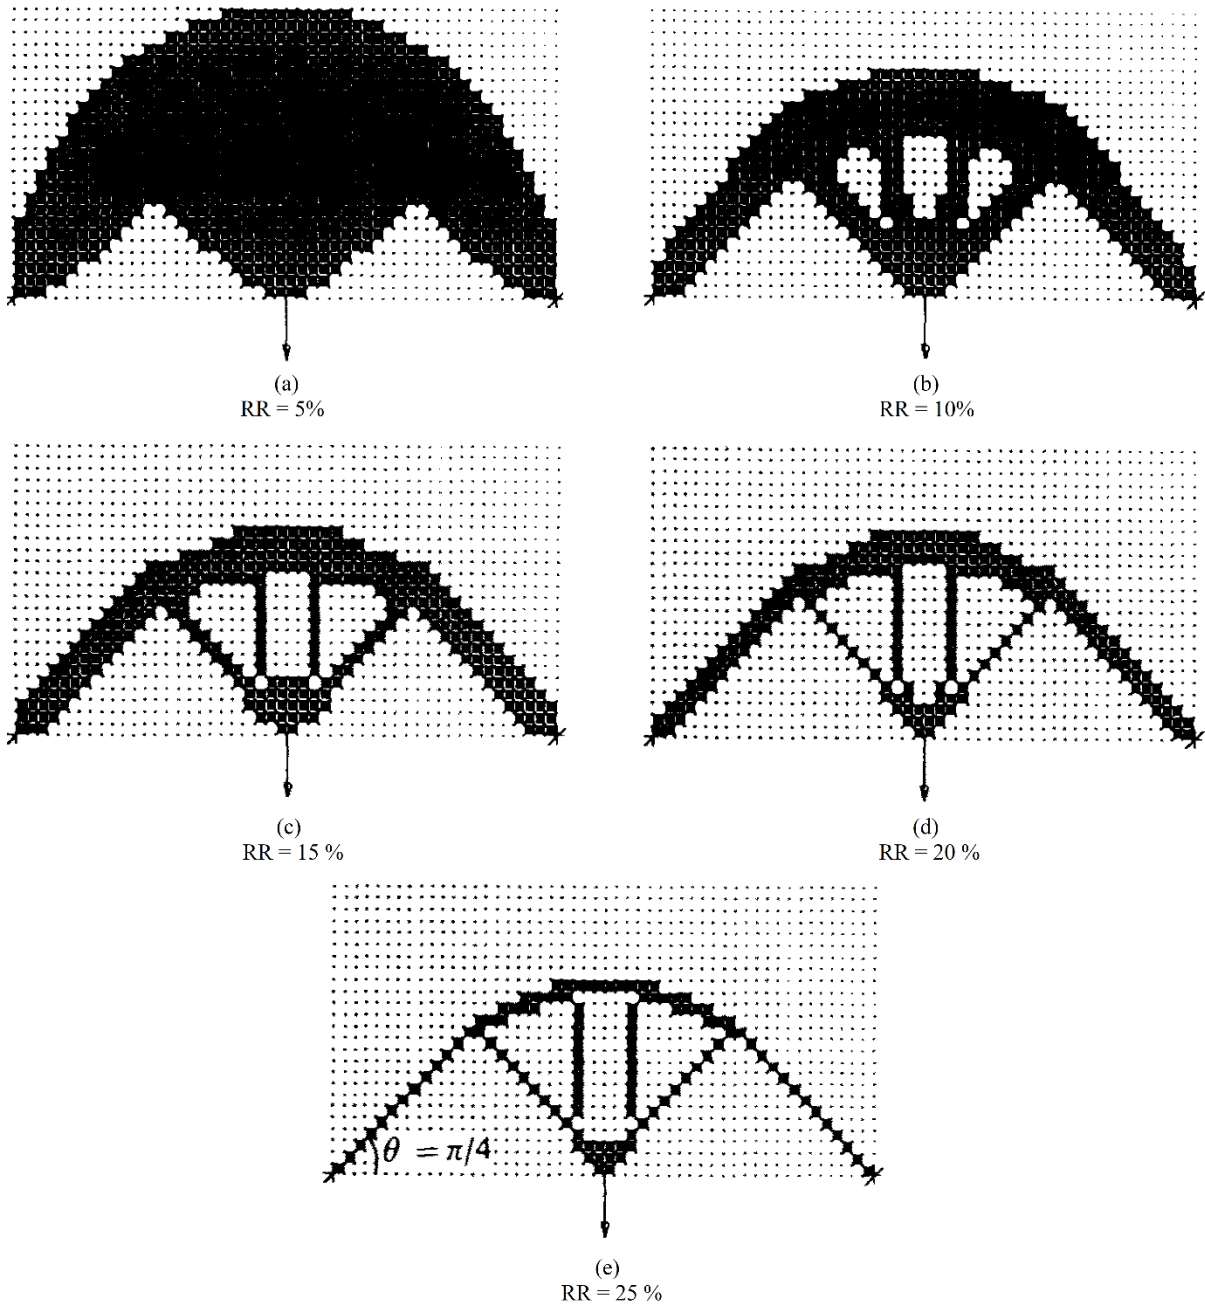 (a)
RR = 5%
(b)
RR = 10%
(c)
RR = 15 %
(d)
RR = 20 %
θ = π/4
(e)
RR = 25 %